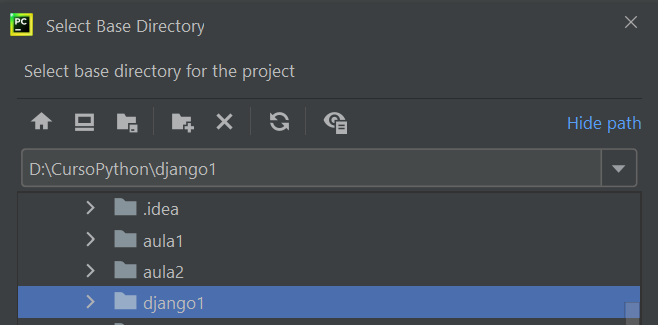 PC
Select Base Directory
Select base directory for the project
Hide path
D:\CursoPython\django1
.idea
aula1
aula2
django1